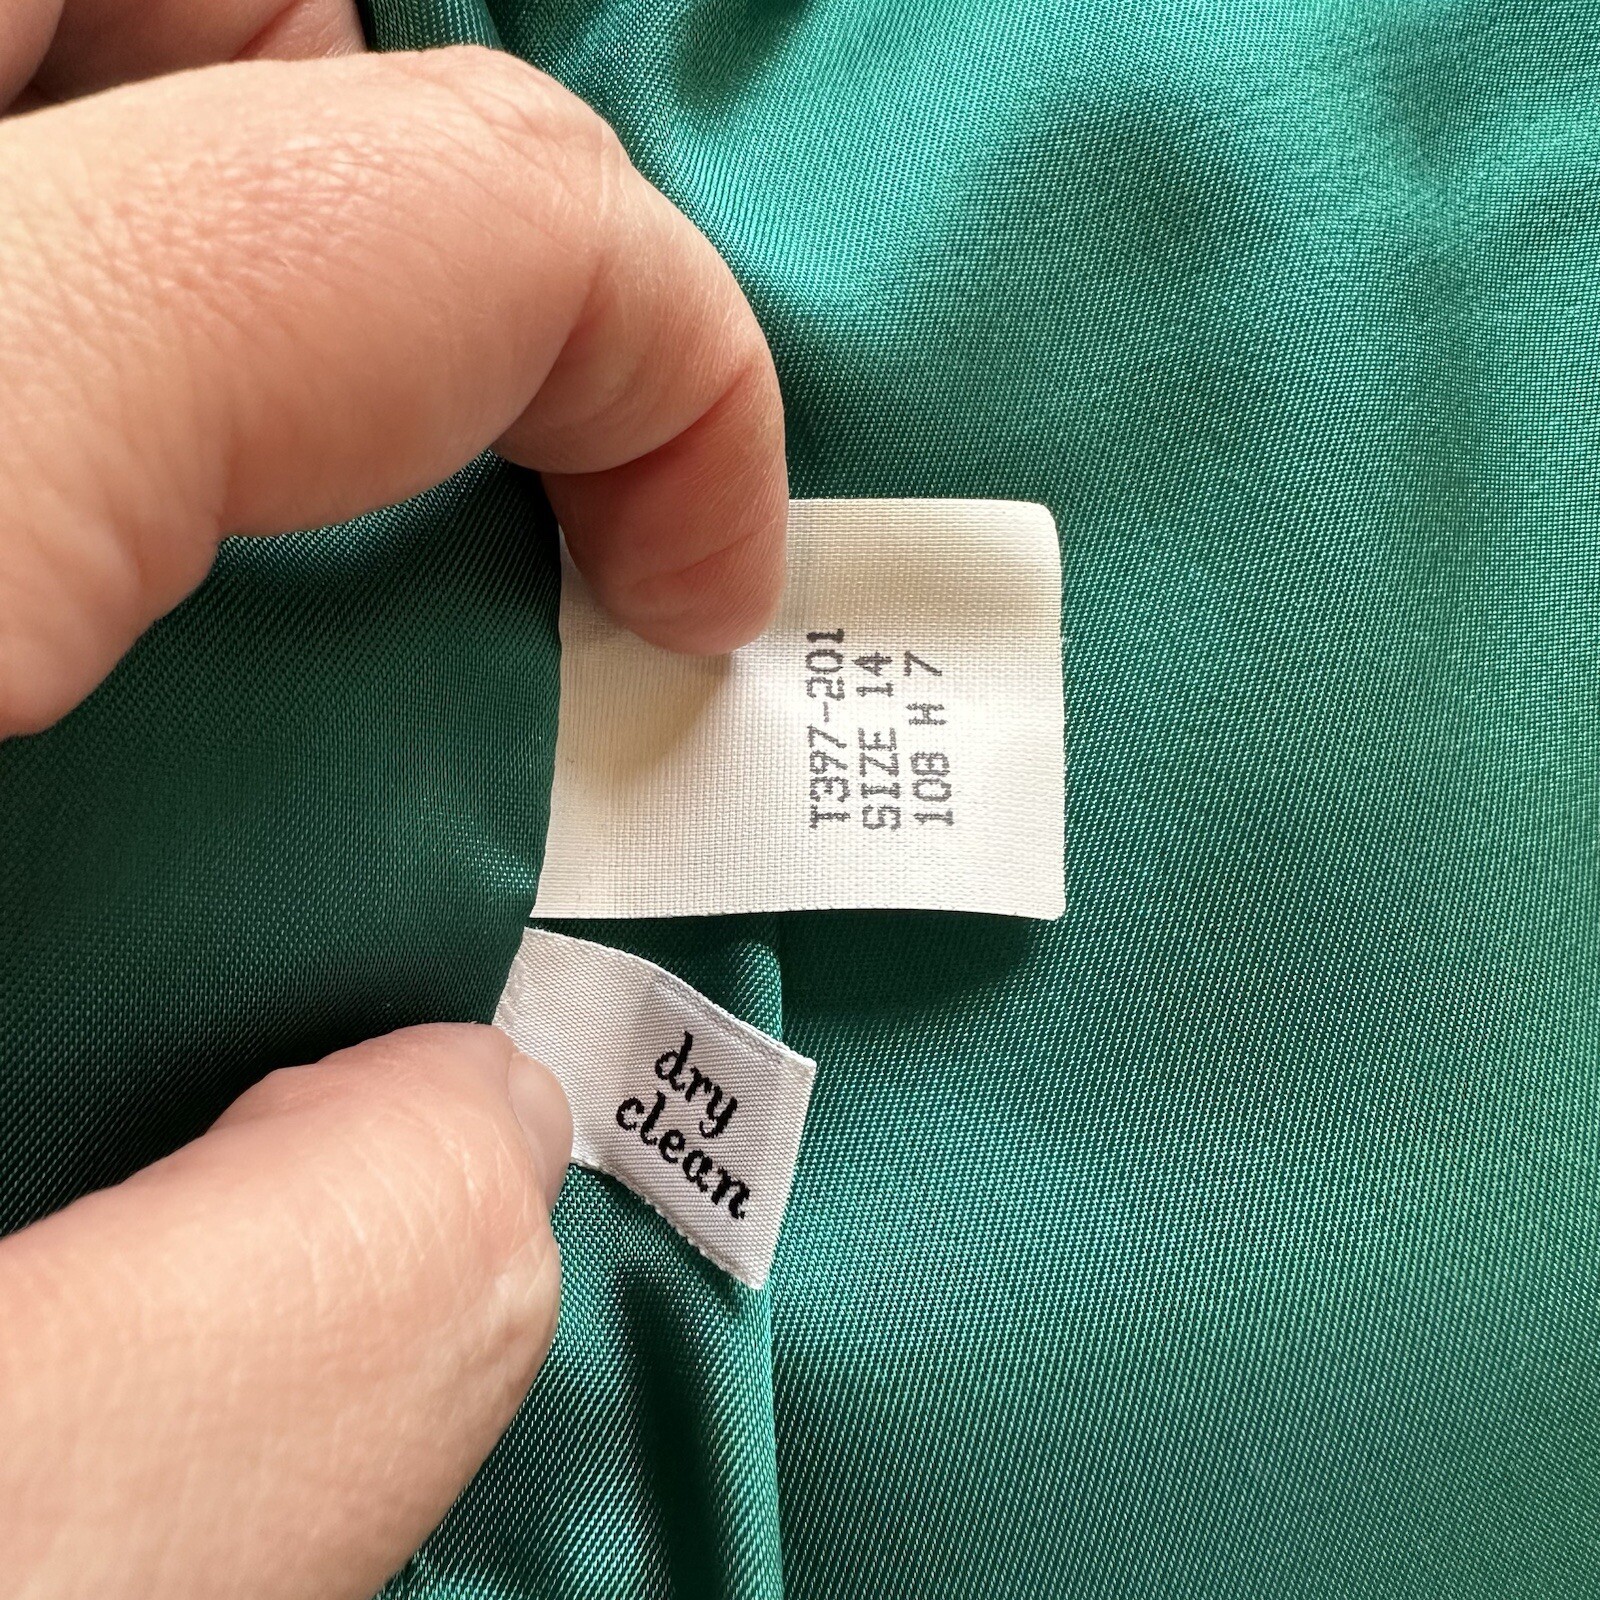 T397-201
SIZE 14
108 H 7
dry
clean